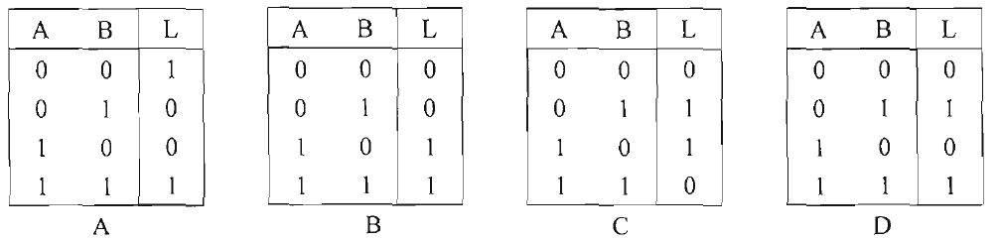 A B L A B L A B L A B L
0 0 1 0 0 0 0 0 0 0 0 0
0 1 0 0 1 0 0 1 1 0 1 1
1 0 0 1 0 1 1 0 1 1 0 0
1 1 1 1 1 1 1 1 0 1 1 1
A B C D